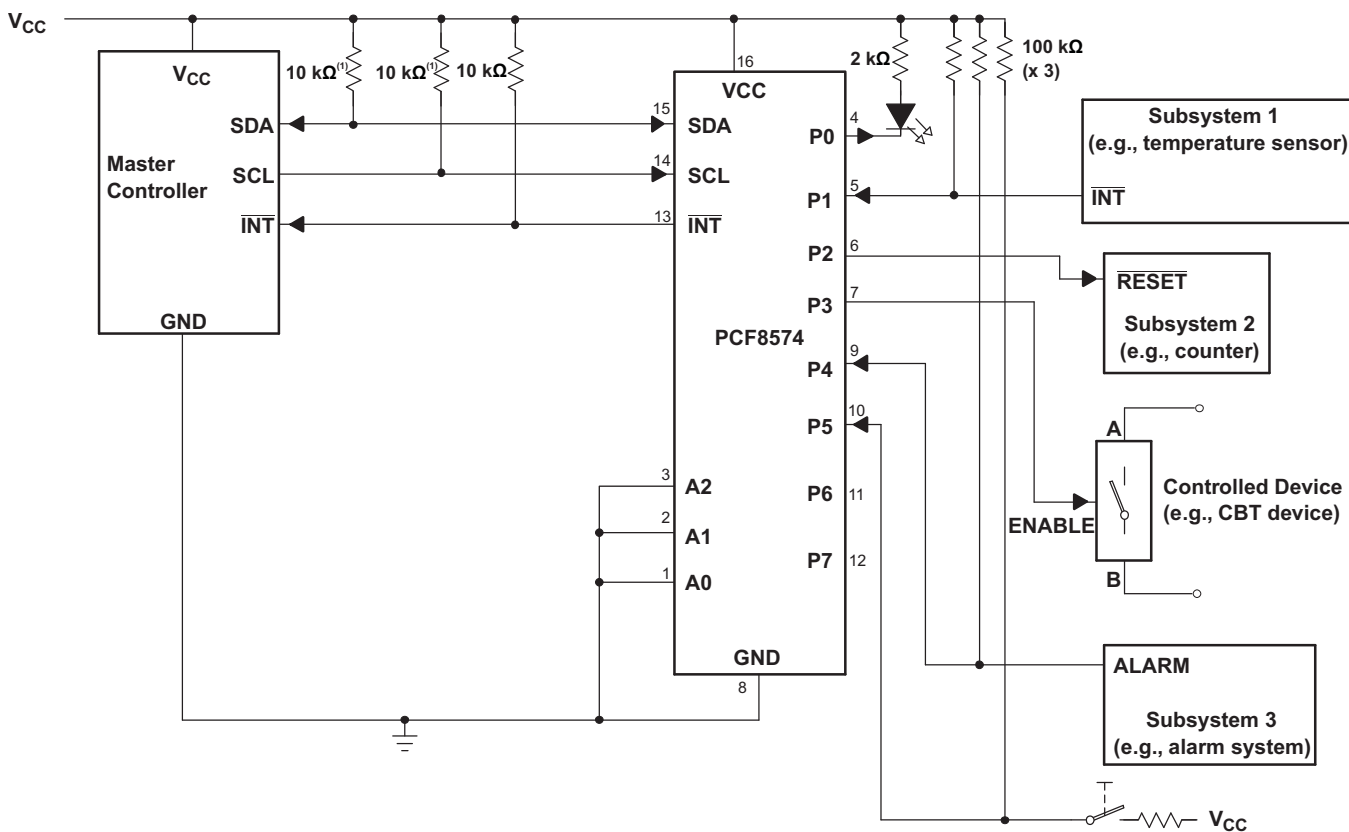 VCC
VCC
10 kΩ(1)
10 kΩ(1)
10 kΩ
2 kΩ
100 kΩ
(x 3)
Master
Controller
SDA
SCL
INT
GND
15
14
13
16
VCC
SDA
SCL
INT
PCF8574
3
A2
2
A1
1
A0
GND
8
P0
4
P1
5
P2
6
P3
7
P4
9
P5
10
P6
11
P7
12
Subsystem 1
(e.g., temperature sensor)
INT
RESET
Subsystem 2
(e.g., counter)
A
ENABLE
B
Controlled Device
(e.g., CBT device)
ALARM
Subsystem 3
(e.g., alarm system)
VCC